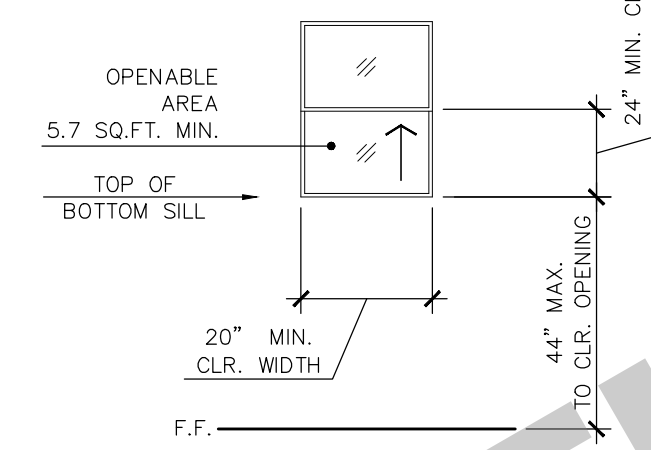 OPENABLE
AREA
5.7 SQ.FT. MIN.
TOP OF
BOTTOM SILL
20” MIN.
CLR. WIDTH
F.F.
24” MIN.
44” MAX.
TO CLR. OPENING